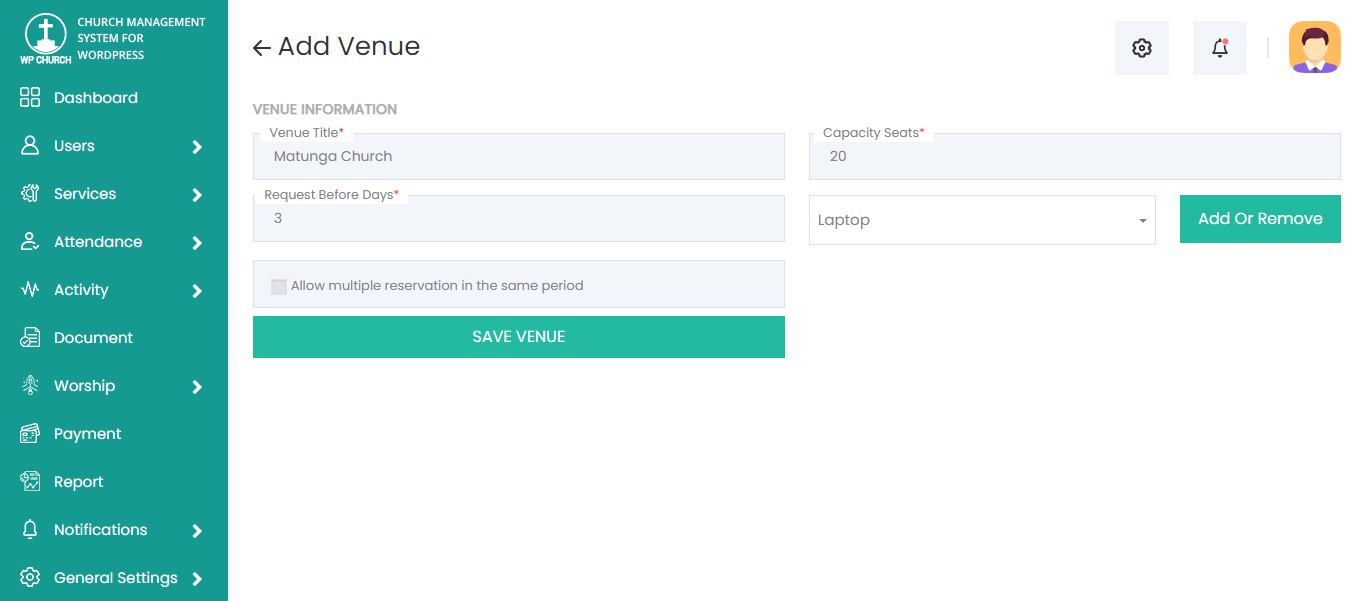 CHURCH MANAGEMENT
SYSTEM FOR
WORDPRESS
WP CHURCH
Dashboard
Users
Services
Attendance
Activity
Document
Worship
Payment
Report
Notifications
General Settings
Add Venue
VENUE INFORMATION
Venue Title*
Matunga Church
Capacity Seats*
20
Request Before Days*
3
Laptop
Add Or Remove
Allow multiple reservation in the same period
SAVE VENUE